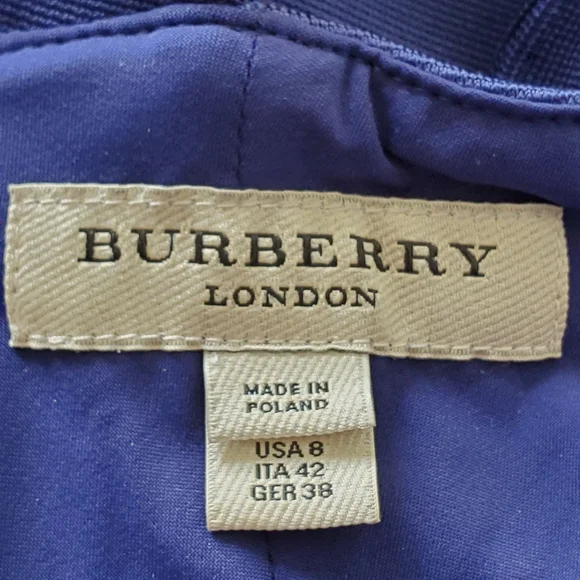 BURBERRY
LONDON
MADE IN
POLAND
USA 8
ITA 42
GER 38